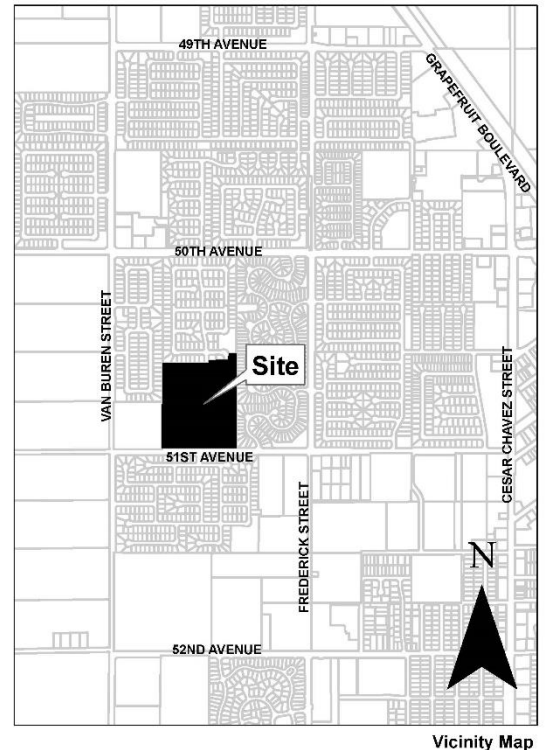 49TH AVENUE
GRAPEFRUIT BOULEVARD
50TH AVENUE
VAN BUREN STREET
Site
CESAR CHAVEZ STREET
51ST AVENUE
FREDERICK STREET
N
52ND AVENUE
Vicinity Map